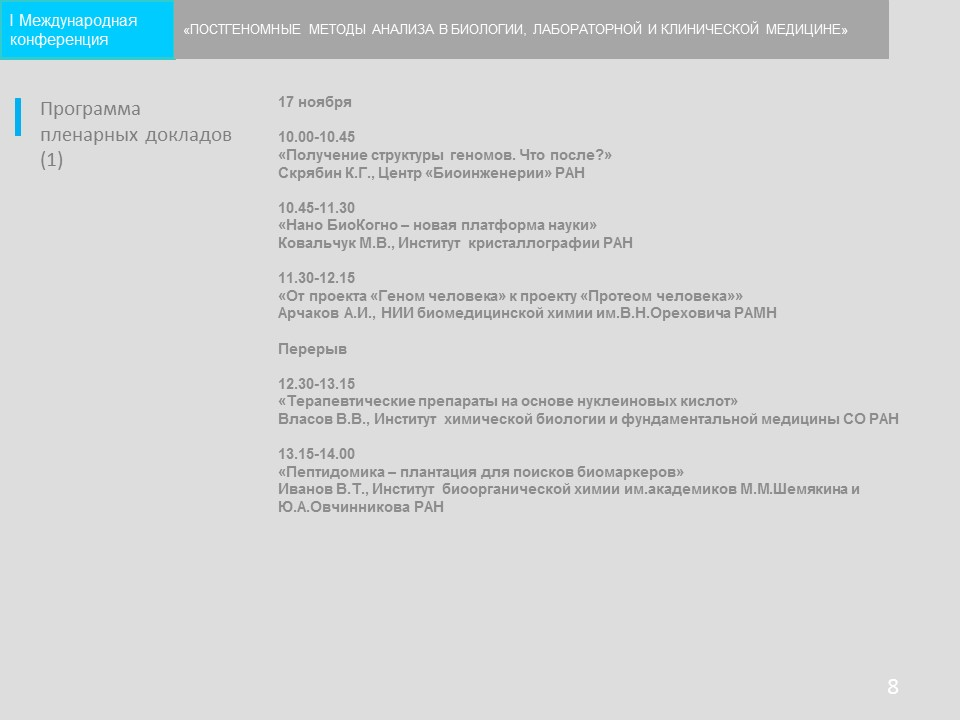 I Международная
конференция
«ПОСТГЕНОМНЫЕ МЕТОДЫ АНАЛИЗА В БИОЛОГИИ, ЛАБОРАТОРНОЙ И КЛИНИЧЕСКОЙ МЕДИЦИНЕ»
Программа
пленарных докладов
(1)
17 ноября
10.00-10.45
«Получение структуры геномов. Что после?»
Скрябин К.Г., Центр «Биоинженерии» РАН
10.45-11.30
«Нано БиоКогно – новая платформа науки»
Ковальчук М.В., Институт кристаллографии РАН
11.30-12.15
«От проекта «Геном человека» к проекту «Протеом человека»»
Арчаков А.И., НИИ биомедицинской химии им.В.Н.Ореховича РАМН
Перерыв
12.30-13.15
«Терапевтические препараты на основе нуклеиновых кислот»
Власов В.В., Институт химической биологии и фундаментальной медицины СО РАН
13.15-14.00
«Пептидомика – плантация для поисков биомаркеров»
Иванов В.Т., Институт биоорганической химии им.академиков М.М.Шемякина и
Ю.А.Овчинникова РАН
8